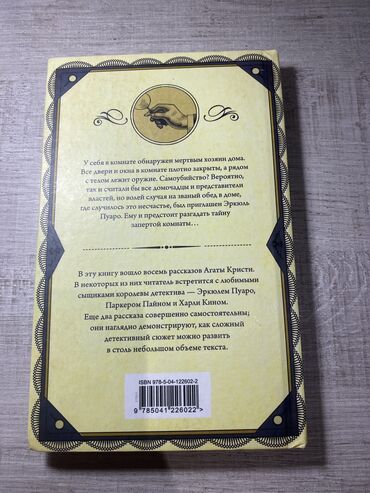 У себя в комнате обнаружен мертвым хозяин дома.
Все двери и окна в комнате плотно закрыты, а рядом
с телом лежит оружие. Самоубийство? Вероятно,
так и считали бы все домочадцы и представители
властей, но волей случая на званый обед в доме,
где случилось это несчастье, был приглашен Эркюль
Пуаро. Ему и предстоит разгадать тайну
запертой комнаты…
В эту книгу вошло восемь рассказов Агаты Кристи.
В некоторых из них читатель встретится с любимыми
сыщиками королевы детектива — Эркюлем Пуаро,
Паркером Пайном и Харли Кином.
Еще два рассказа совершенно самостоятельны;
они наглядно демонстрируют, как сложный
детективный сюжет можно развить
в столь небольшом объеме текста.
ISBN 978-5-04-122602-2
9 785041 226022 >